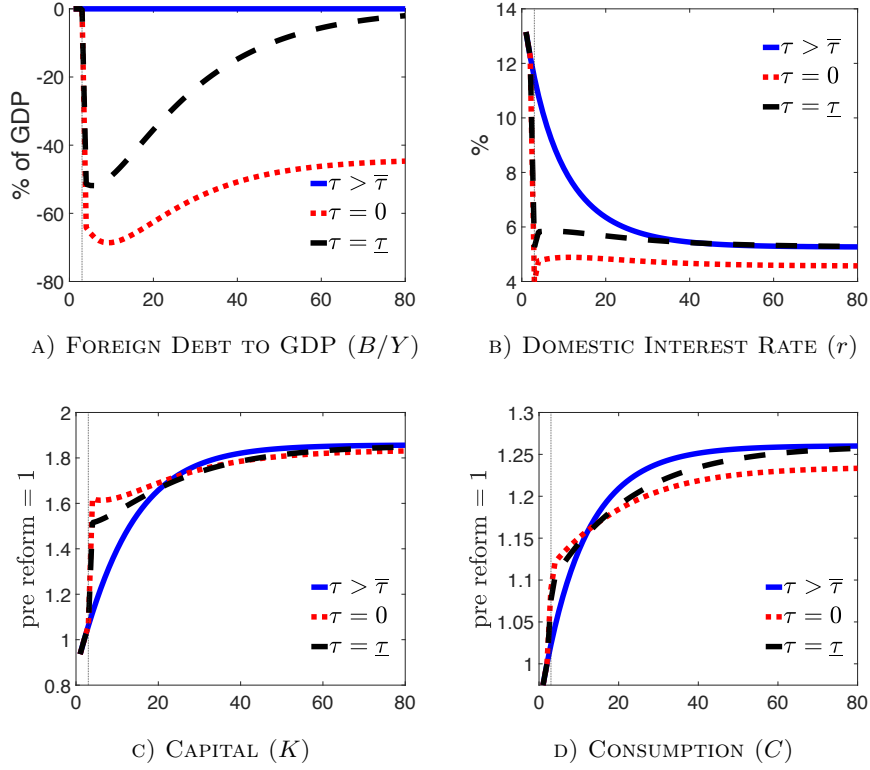 0
-20
-40
-60
-80
0
20
40
60
80
% of GDP
τ > τ̅
τ = 0
τ = τ̲
A) FOREIGN DEBT TO GDP (B/Y)
14
12
10
8
6
4
0
20
40
60
80
%
τ > τ̅
τ = 0
τ = τ̲
B) DOMESTIC INTEREST RATE (r)
2
1.8
1.6
1.4
1.2
1
0.8
0
20
40
60
80
pre reform = 1
τ > τ̅
τ = 0
τ = τ̲
C) CAPITAL (K)
1.3
1.25
1.2
1.15
1.1
1.05
1
0
20
40
60
80
pre reform = 1
τ > τ̅
τ = 0
τ = τ̲
D) CONSUMPTION (C)